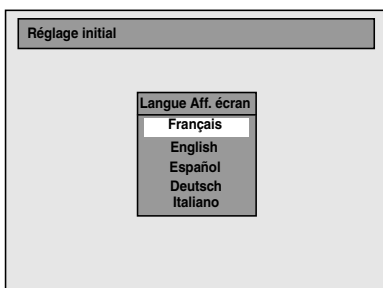 Réglage initial
Langue Aff. écran
Français
English
Español
Deutsch
Italiano